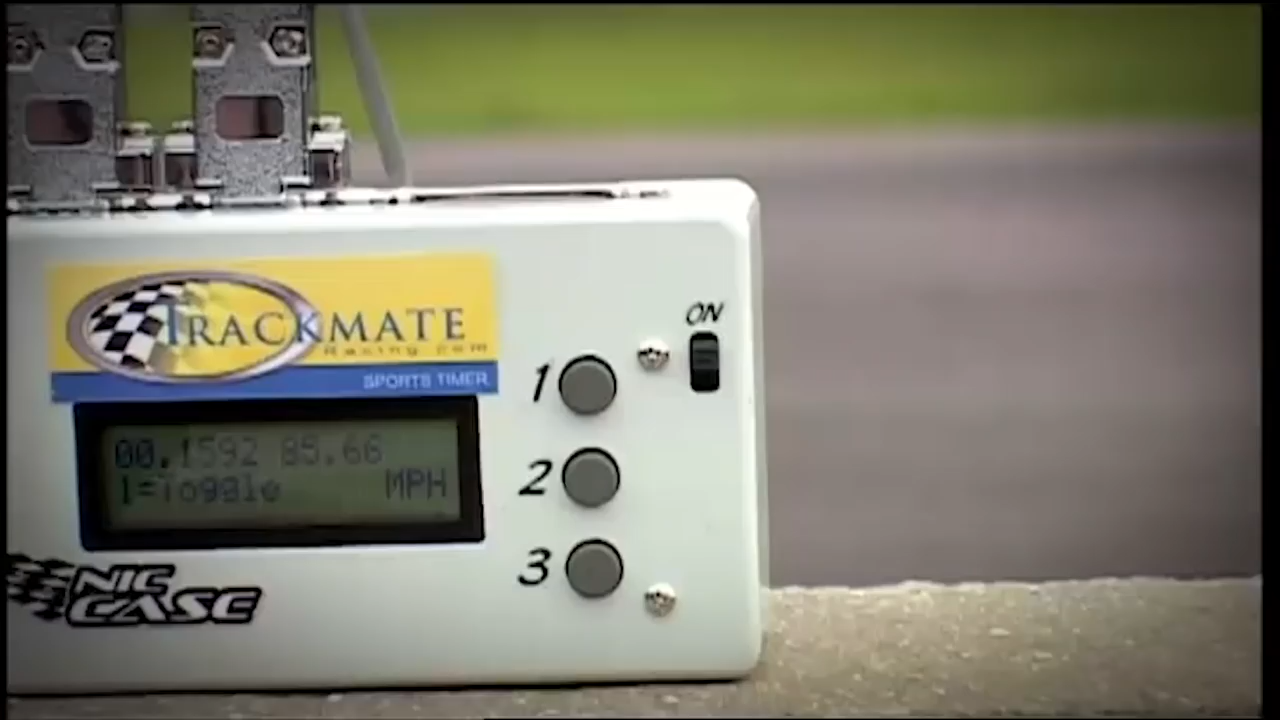 TRACKMATE
Racing.com
SPORTS TIMER
00.1592 85.66
1=Toggle MPH
ON
1
2
3
NIC
CASE